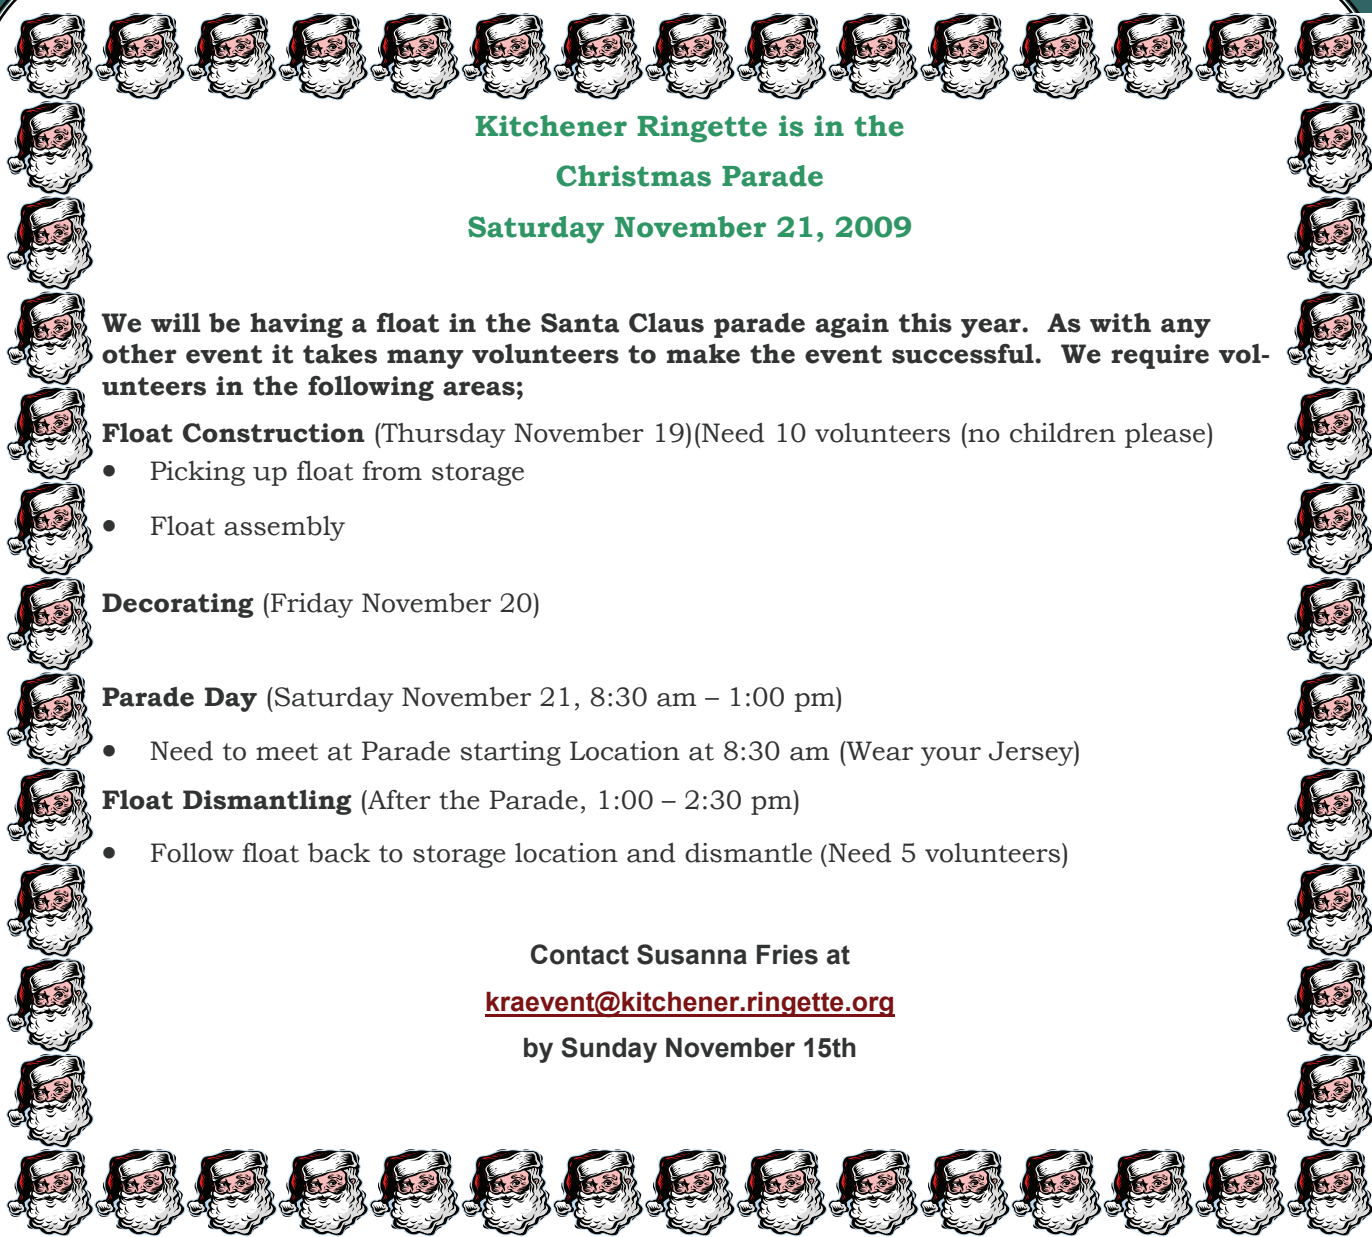 Kitchener Ringette is in the
Christmas Parade
Saturday November 21, 2009
We will be having a float in the Santa Claus parade again this year.  As with any
other event it takes many volunteers to make the event successful.  We require vol-
unteers in the following areas;
Float Construction (Thursday November 19)(Need 10 volunteers (no children please)
• Picking up float from storage
• Float assembly
Decorating (Friday November 20)
Parade Day (Saturday November 21, 8:30 am – 1:00 pm)
• Need to meet at Parade starting Location at 8:30 am (Wear your Jersey)
Float Dismantling (After the Parade, 1:00 – 2:30 pm)
• Follow float back to storage location and dismantle (Need 5 volunteers)
Contact Susanna Fries at
kraevent@kitchener.ringette.org
by Sunday November 15th